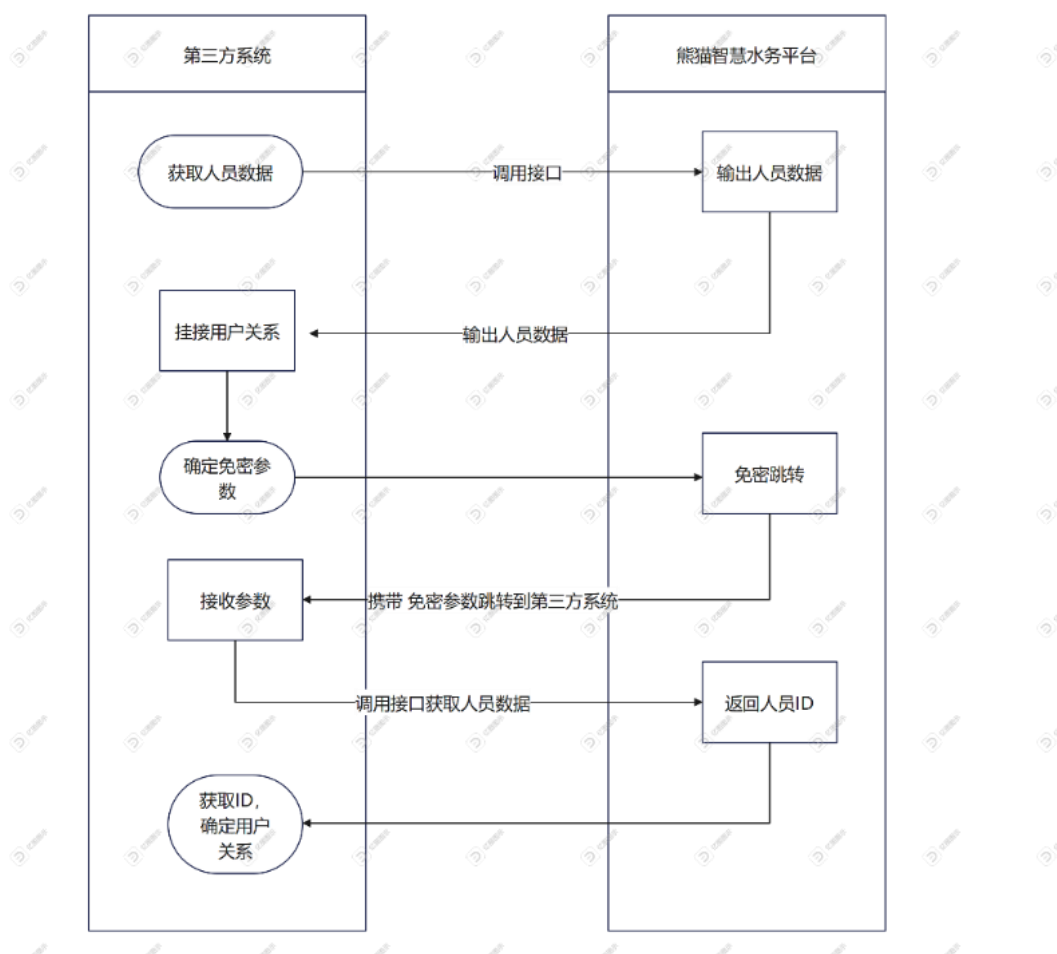 第三方系统
熊猫智慧水务平台
获取人员数据
调用接口
输出人员数据
挂接用户关系
输出人员数据
确定免密参
数
免密跳转
接收参数
携带 免密参数跳转到第三方系统
调用接口获取人员数据
返回人员ID
获取ID,
确定用户
关系